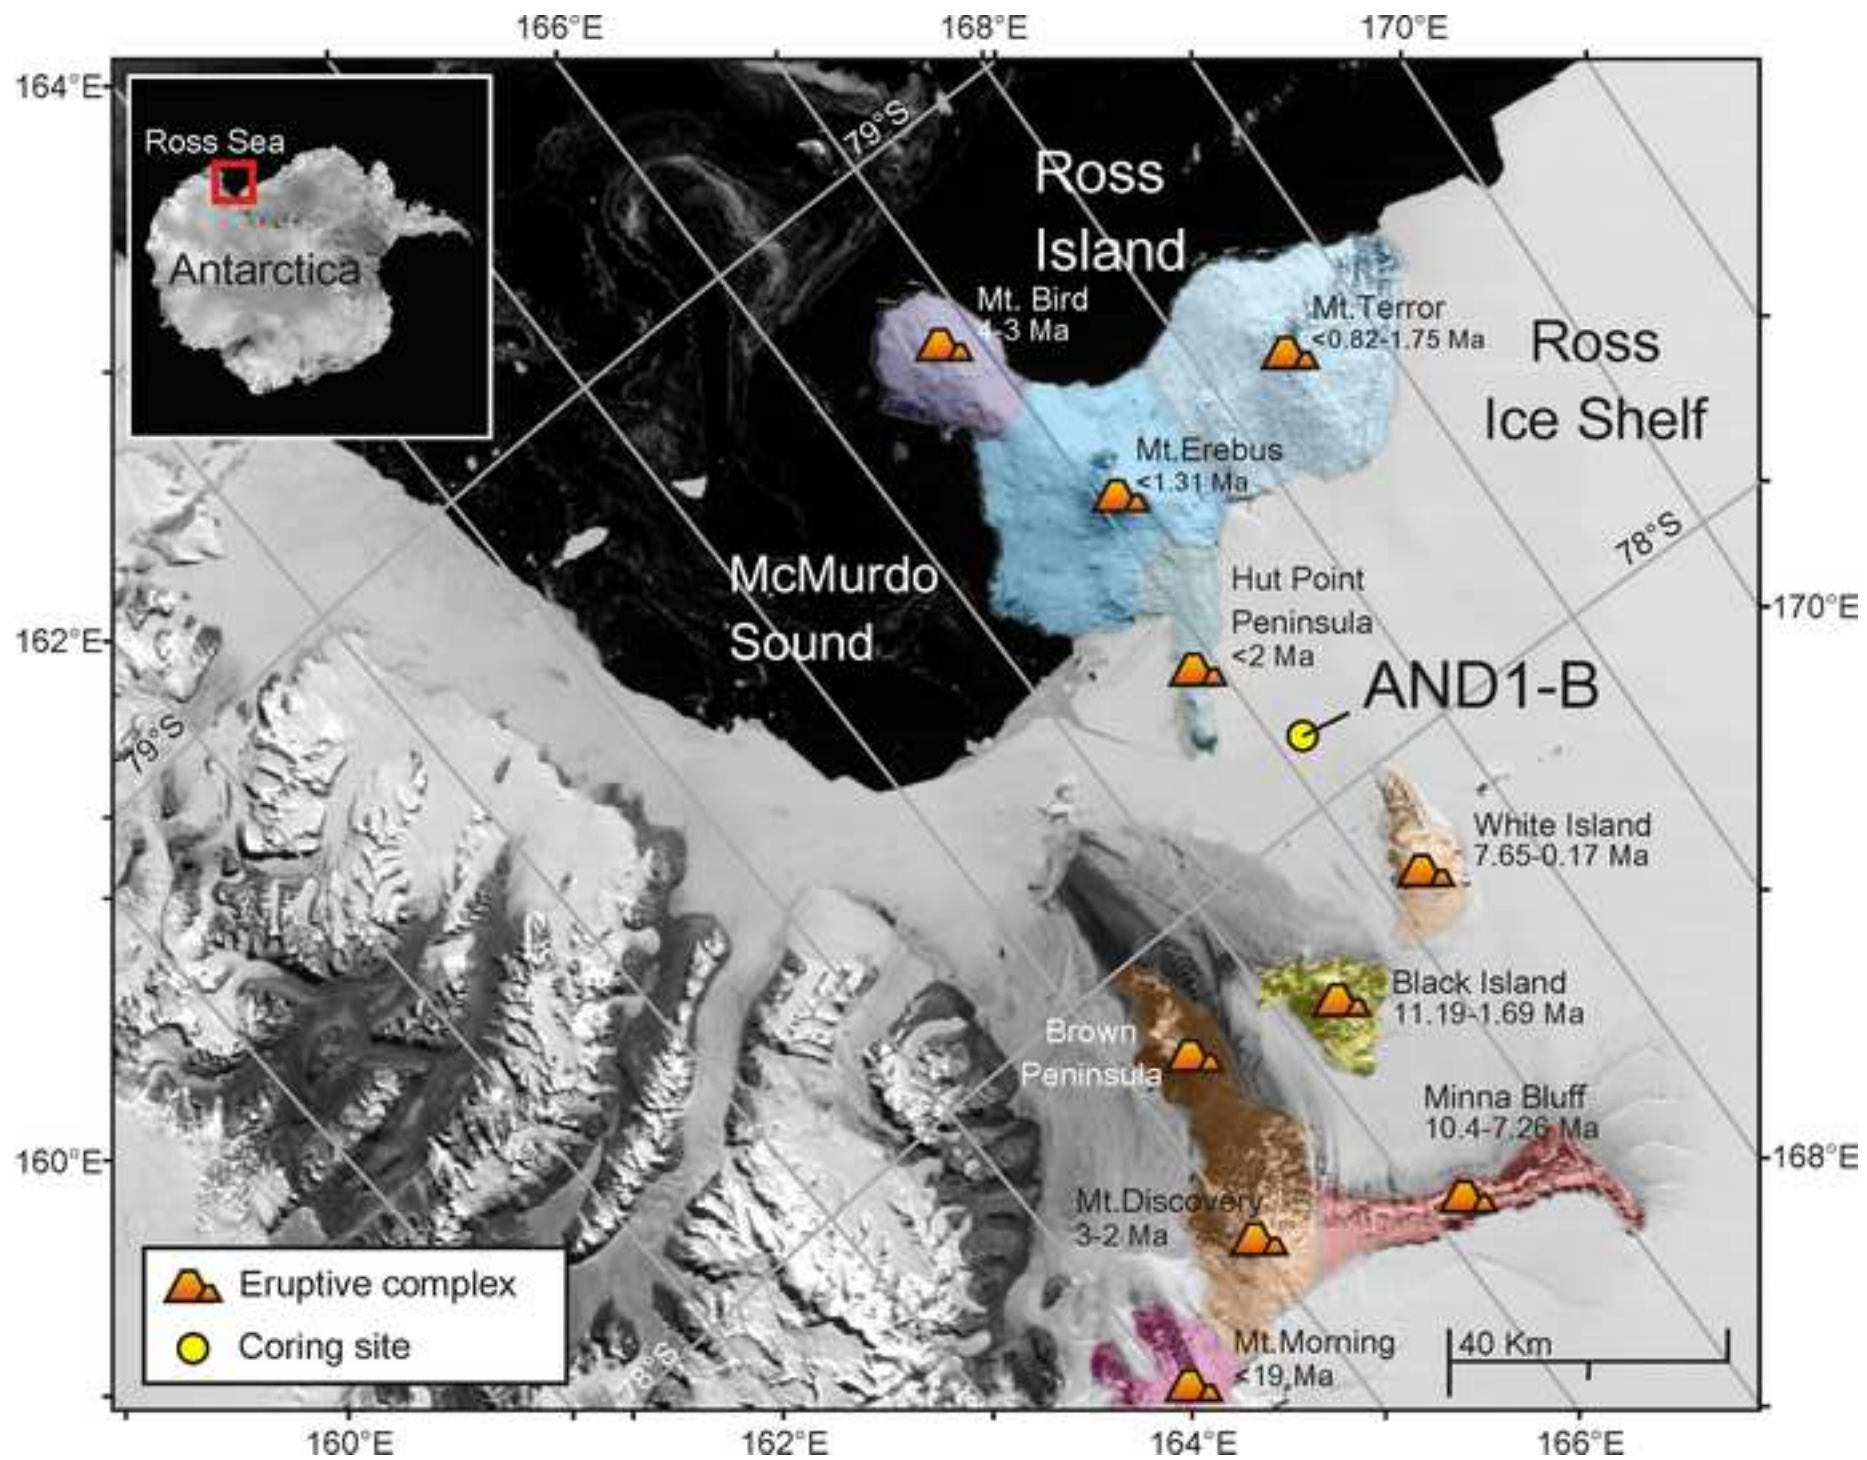 166°E
168°E
170°E
164°E
Ross Sea
Antarctica
79°S
Ross
Island
Mt. Bird
4-3 Ma
Mt.Terror
<0.82-1.75 Ma
Ross
Ice Shelf
Mt.Erebus
<1.31 Ma
78°S
McMurdo
Sound
Hut Point
Peninsula
<2 Ma
170°E
162°E
AND1-B
79°S
White Island
7.65-0.17 Ma
Black Island
11.19-1.69 Ma
Brown
Peninsula
Minna Bluff
10.4-7.26 Ma
160°E
168°E
Mt.Discovery
3-2 Ma
Eruptive complex
Coring site
78°S
Mt.Morning
<19 Ma
40 Km
160°E
162°E
164°E
166°E